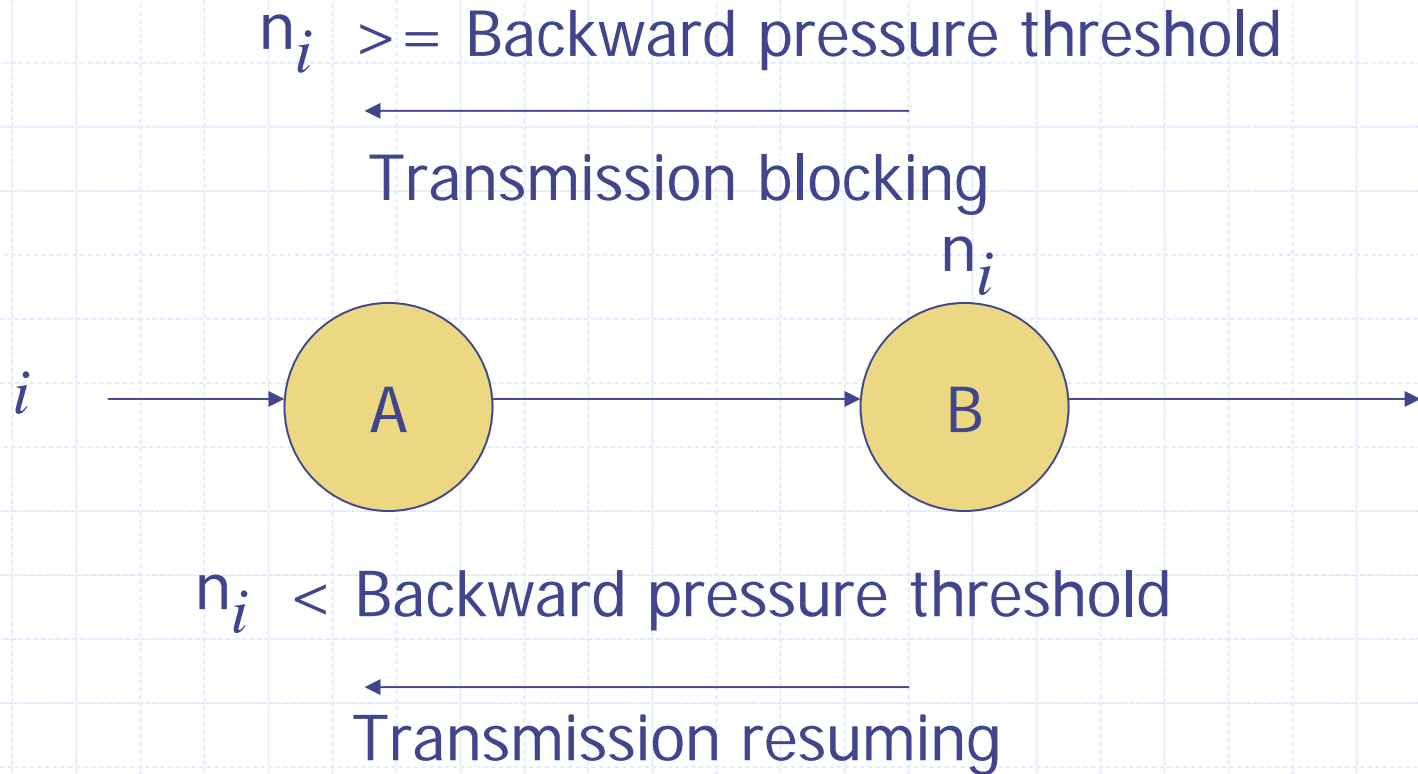 nᵢ >= Backward pressure threshold
Transmission blocking
nᵢ
i A B
nᵢ < Backward pressure threshold
Transmission resuming